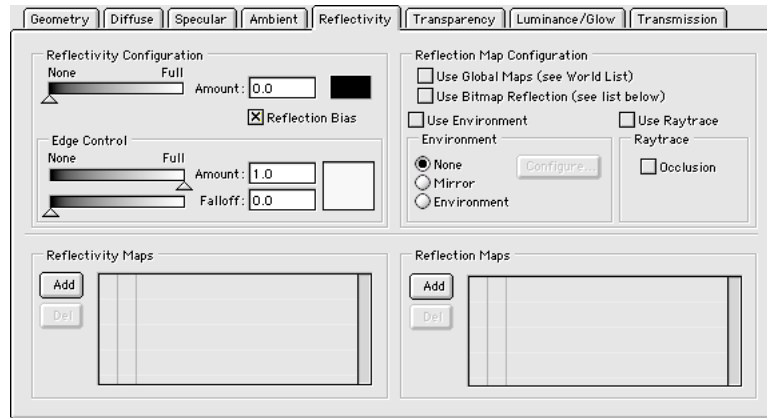 Geometry Diffuse Specular Ambient Reflectivity Transparency Luminance/Glow Transmission
Reflectivity Configuration
None Full
Amount: 0.0
Reflection Bias
Edge Control
None Full
Amount: 1.0
Falloff: 0.0
Reflection Map Configuration
Use Global Maps (see World List)
Use Bitmap Reflection (see list below)
Use Environment Use Raytrace
Environment
None Configure...
Mirror
Environment
Raytrace
Occlusion
Reflectivity Maps
Add
Del
Reflection Maps
Add
Del